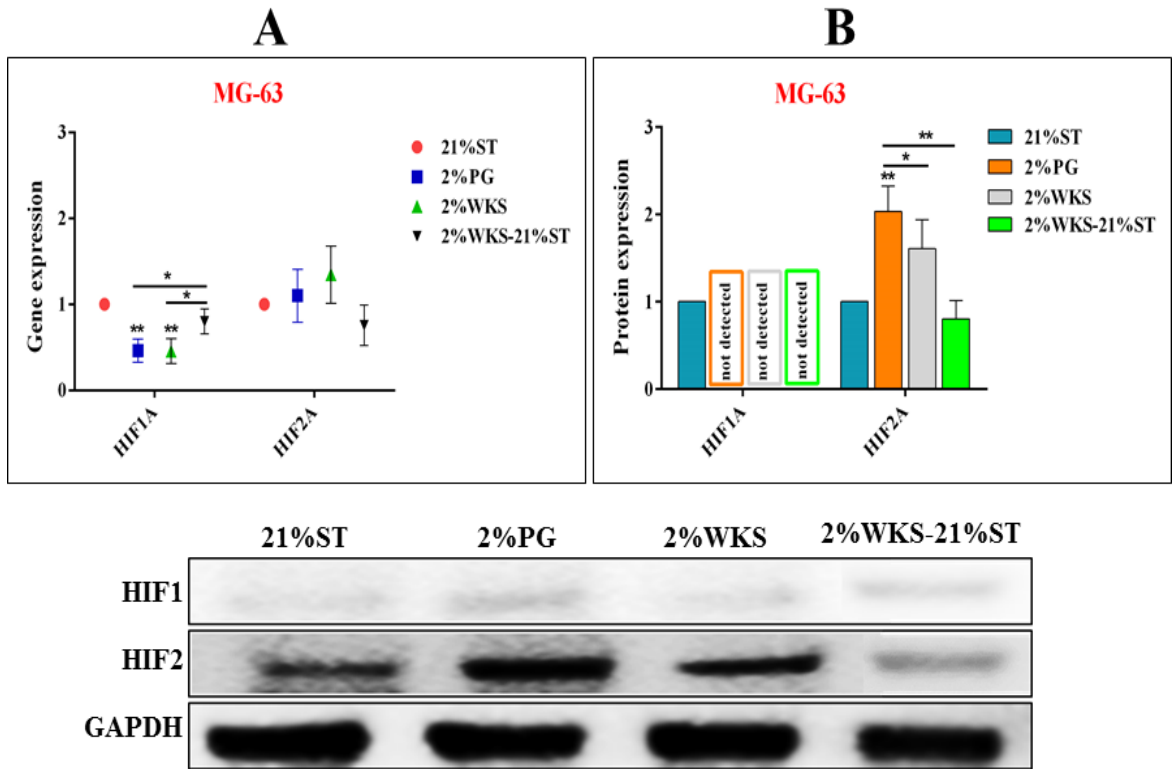 A
MG-63
Gene expression
3
2
1
0
*
*
** **
HIF1A
HIF2A
21%ST
2%PG
2%WKS
2%WKS-21%ST
B
MG-63
Protein expression
3
2
1
0
not detected
not detected
not detected
**
*
**
HIF1A
HIF2A
21%ST
2%PG
2%WKS
2%WKS-21%ST
21%ST 2%PG 2%WKS 2%WKS-21%ST
HIF1
HIF2
GAPDH